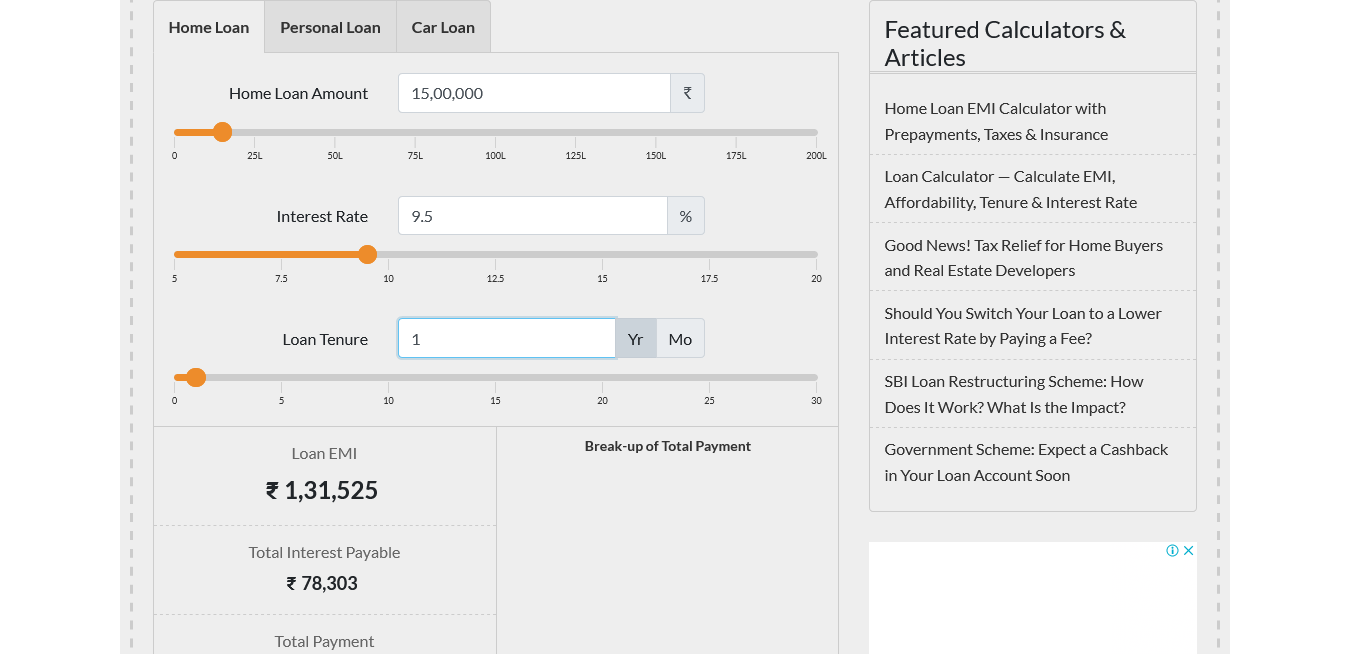 Home Loan
Personal Loan
Car Loan
Home Loan Amount
15,00,000
₹
0
25L
50L
75L
100L
125L
150L
175L
200L
Interest Rate
9.5
%
5
7.5
10
12.5
15
17.5
20
Loan Tenure
1
Yr
Mo
0
5
10
15
20
25
30
Loan EMI
₹ 1,31,525
Total Interest Payable
₹ 78,303
Total Payment
Break-up of Total Payment
Featured Calculators &
Articles
Home Loan EMI Calculator with
Prepayments, Taxes & Insurance
Loan Calculator — Calculate EMI,
Affordability, Tenure & Interest Rate
Good News! Tax Relief for Home Buyers
and Real Estate Developers
Should You Switch Your Loan to a Lower
Interest Rate by Paying a Fee?
SBI Loan Restructuring Scheme: How
Does It Work? What Is the Impact?
Government Scheme: Expect a Cashback
in Your Loan Account Soon